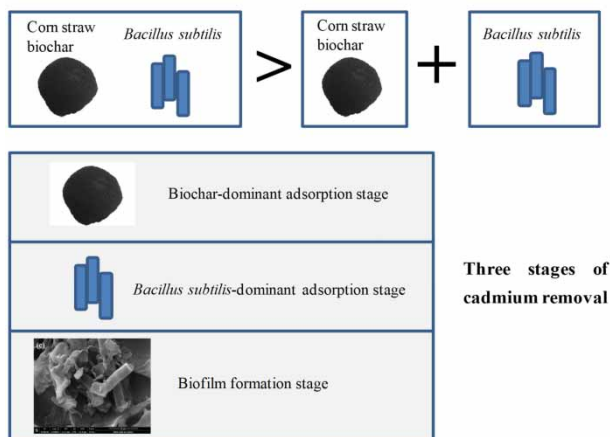 Corn straw
biochar
Bacillus subtilis
>
Corn straw
biochar
+
Bacillus subtilis
Biochar-dominant adsorption stage
Bacillus subtilis-dominant adsorption stage
(c)
Biofilm formation stage
Three stages of
cadmium removal